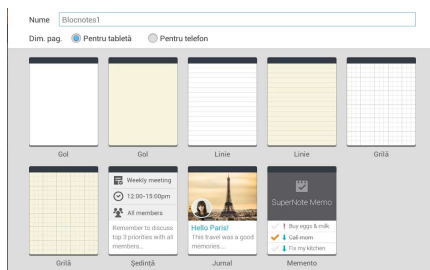 Nume Blocnotes1
Dim. pag. Pentru tabletă Pentru telefon
Gol Gol Linie Linie Grilă
Weekly meeting
12:00-15:00pm
All members
Remember to discuss
top 3 priorities with all
members...
Hello Paris!
This travel was a good
memories...
SuperNote Memo
Buy eggs & milk
Call mom
Fix my kitchen
Grilă Şedinţă Jurnal Memento